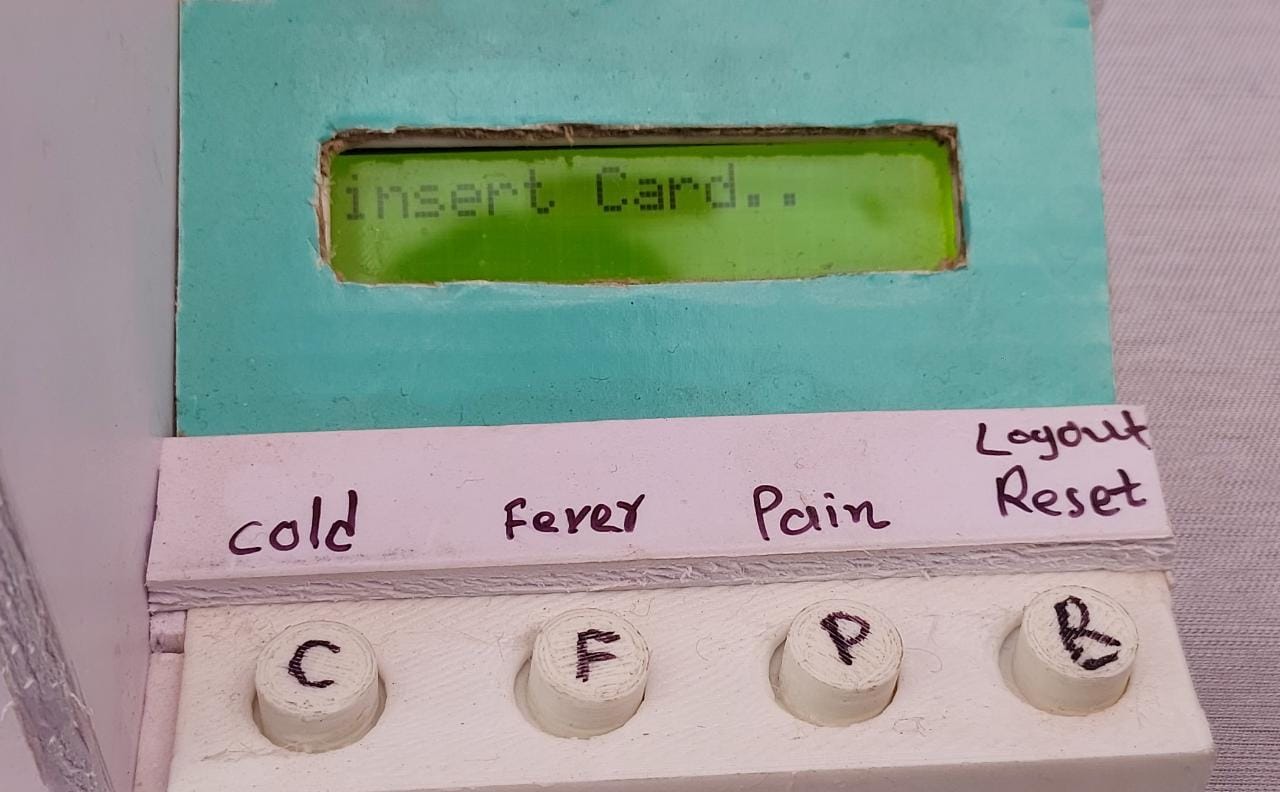 insert Card..
Logout
cold Fever Pain Reset
C F P R